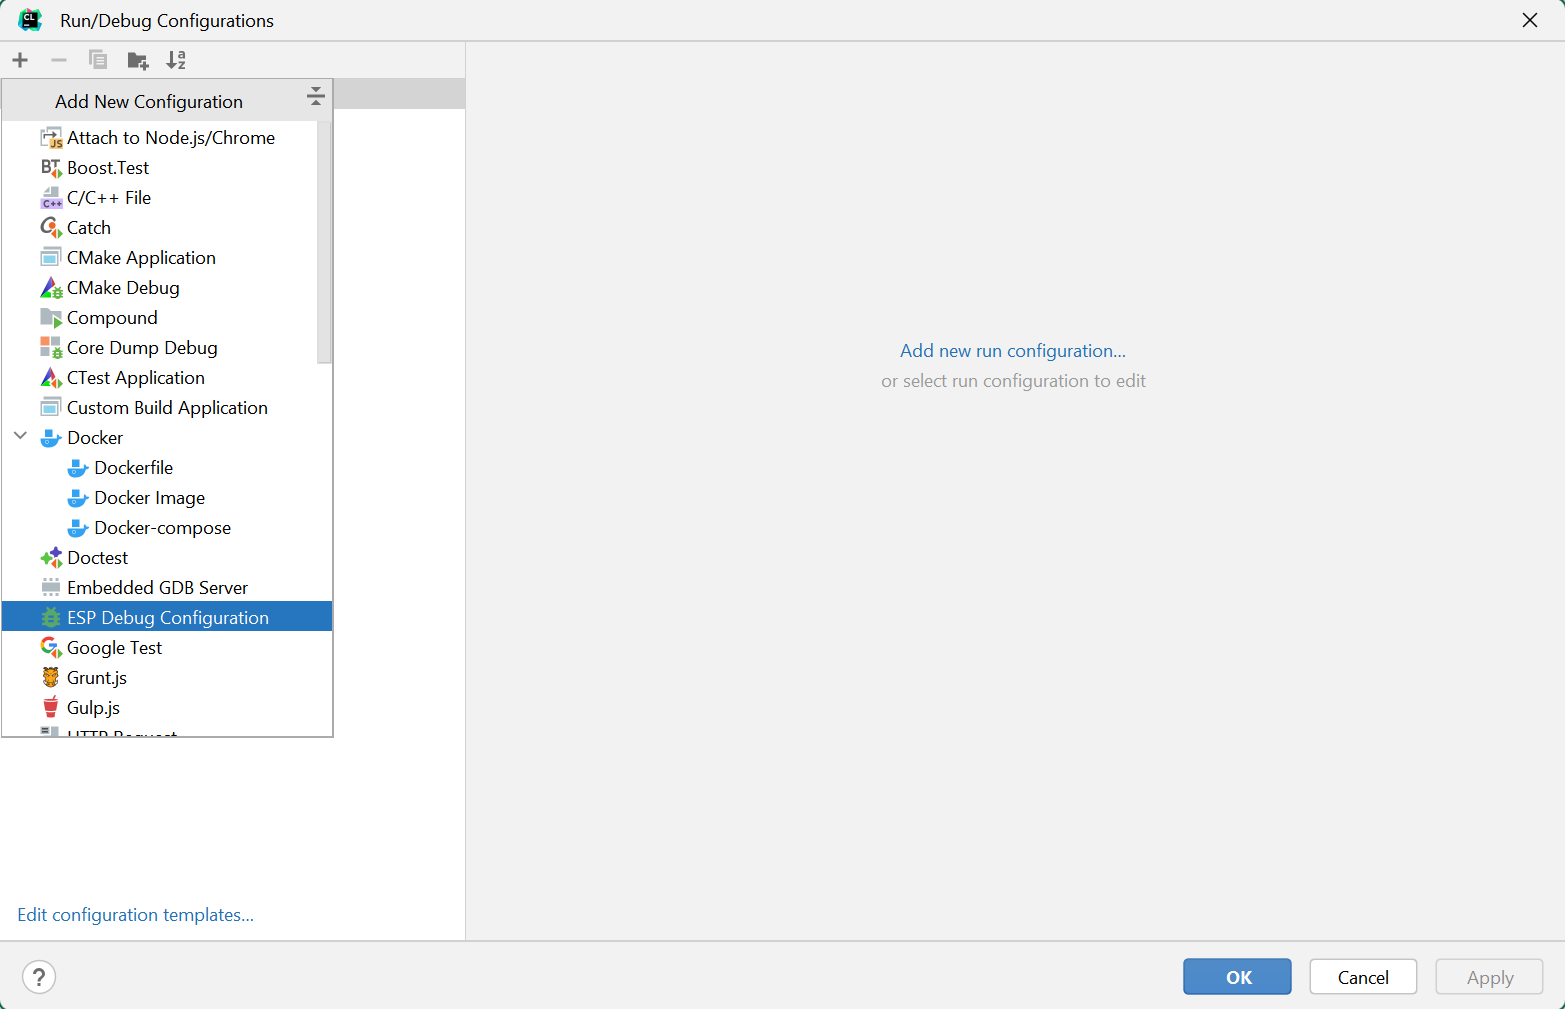 Run/Debug Configurations
Add New Configuration
Attach to Node.js/Chrome
Boost.Test
C/C++ File
Catch
CMake Application
CMake Debug
Compound
Core Dump Debug
CTest Application
Custom Build Application
Docker
Dockerfile
Docker Image
Docker-compose
Doctest
Embedded GDB Server
ESP Debug Configuration
Google Test
Grunt.js
Gulp.js
HTTP Request
Add new run configuration...
or select run configuration to edit
Edit configuration templates...
?
OK
Cancel
Apply